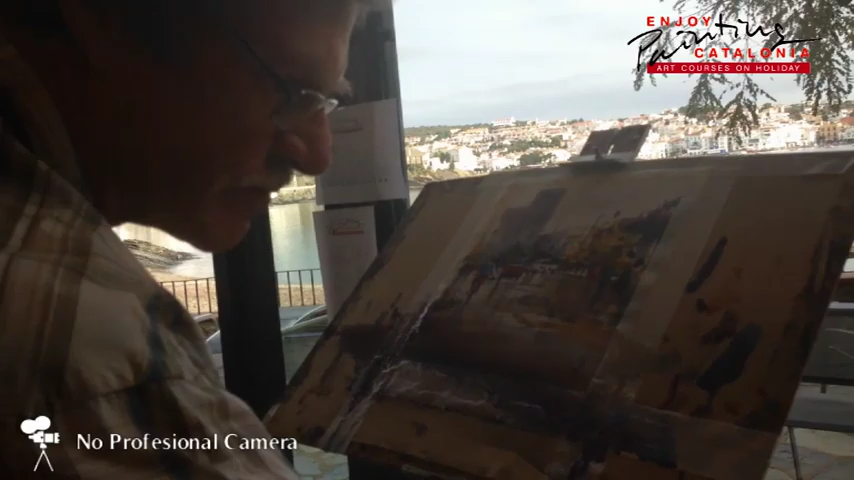 ENJOY
Painting
CATALONIA
ART COURSES ON HOLIDAY
No Profesional Camera